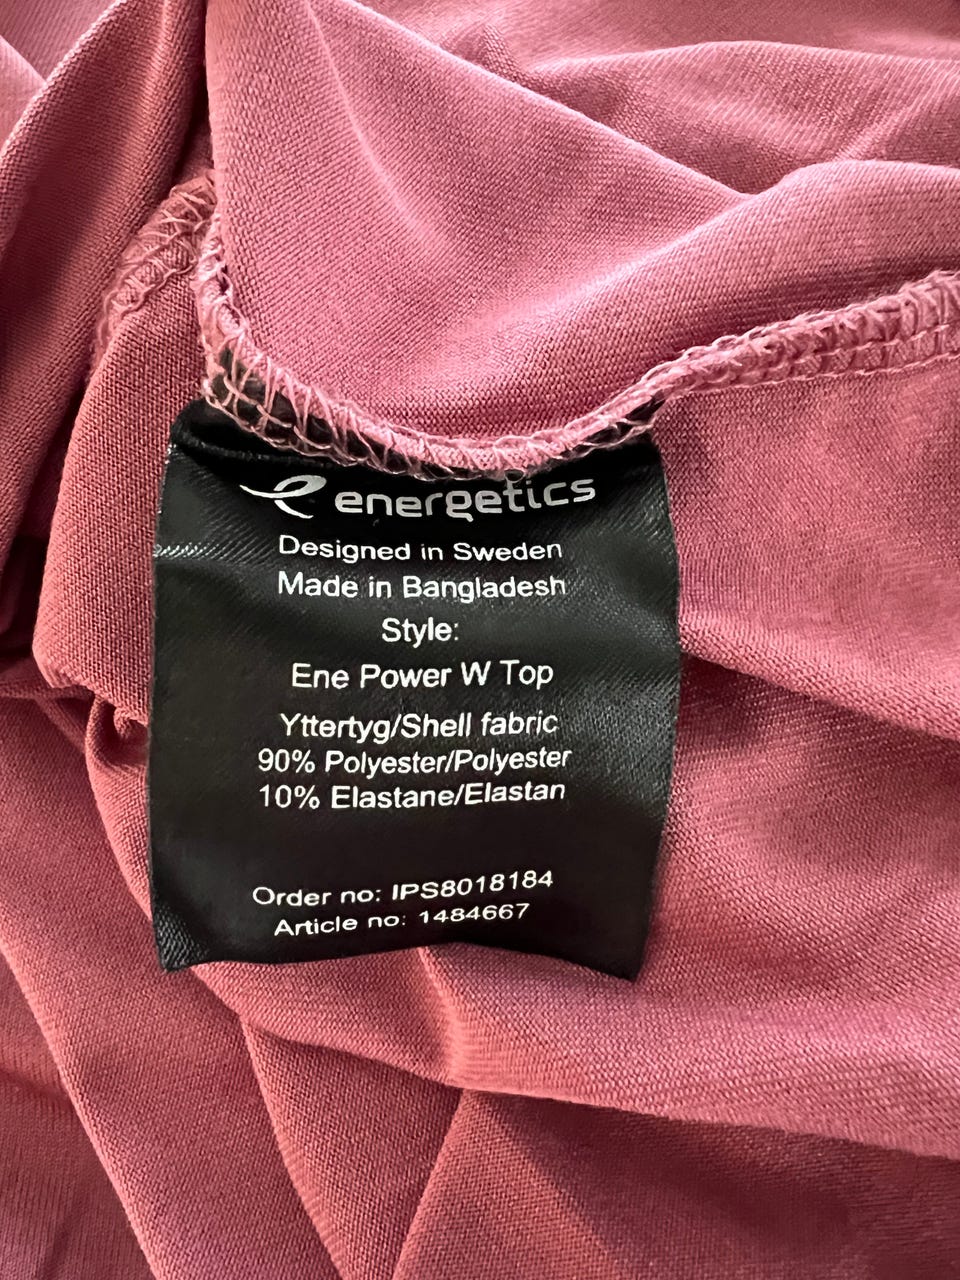 energetics
Designed in Sweden
Made in Bangladesh
Style:
Ene Power W Top
Yttertyg/Shell fabric
90% Polyester/Polyester
10% Elastane/Elastan
Order no: IPS8018184
Article no: 1484667